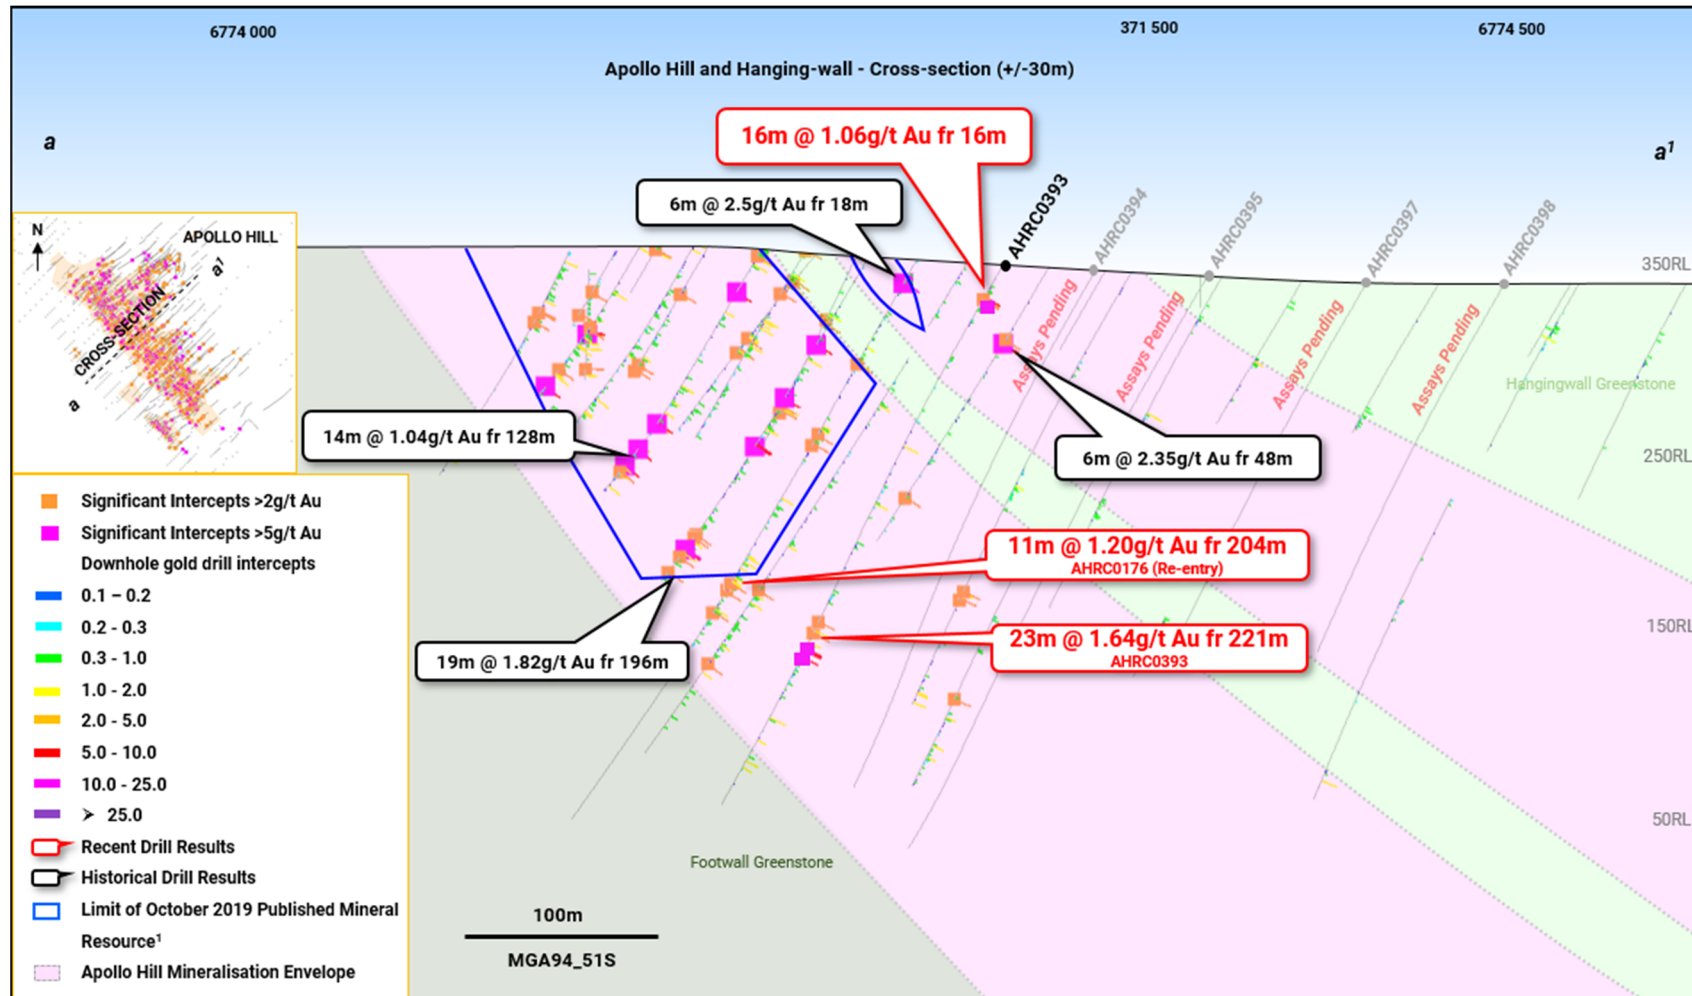 6774 000
371 500
6774 500
Apollo Hill and Hanging-wall - Cross-section (+/-30m)
a
a¹
16m @ 1.06g/t Au fr 16m
6m @ 2.5g/t Au fr 18m
AHRC0393
AHRC0394
AHRC0395
AHRC0397
AHRC0398
N
APOLLO HILL
a¹
CROSS-SECTION
a
350RL
Assays Pending
Assays Pending
Assays Pending
Assays Pending
Hangingwall Greenstone
14m @ 1.04g/t Au fr 128m
6m @ 2.35g/t Au fr 48m
250RL
11m @ 1.20g/t Au fr 204m
AHRC0176 (Re-entry)
150RL
23m @ 1.64g/t Au fr 221m
AHRC0393
19m @ 1.82g/t Au fr 196m
50RL
Footwall Greenstone
100m
MGA94_51S
Significant Intercepts >2g/t Au
Significant Intercepts >5g/t Au
Downhole gold drill intercepts
0.1 – 0.2
0.2 - 0.3
0.3 - 1.0
1.0 - 2.0
2.0 - 5.0
5.0 - 10.0
10.0 - 25.0
➢ 25.0
Recent Drill Results
Historical Drill Results
Limit of October 2019 Published Mineral
Resource¹
Apollo Hill Mineralisation Envelope